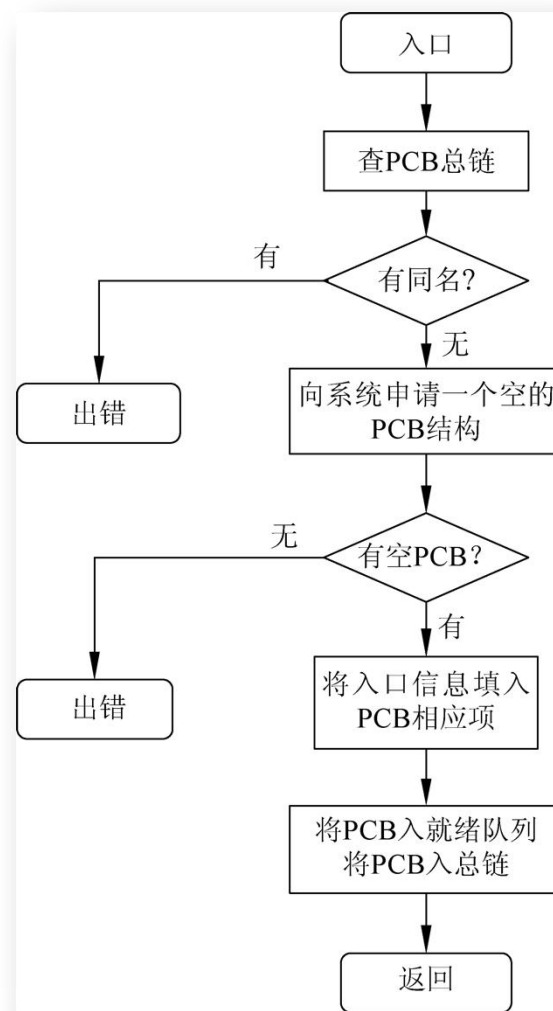 入口
查PCB总链
有
有同名?
无
出错
向系统申请一个空的
PCB结构
无
有空PCB?
有
出错
将入口信息填入
PCB相应项
将PCB入就绪队列
将PCB入总链
返回